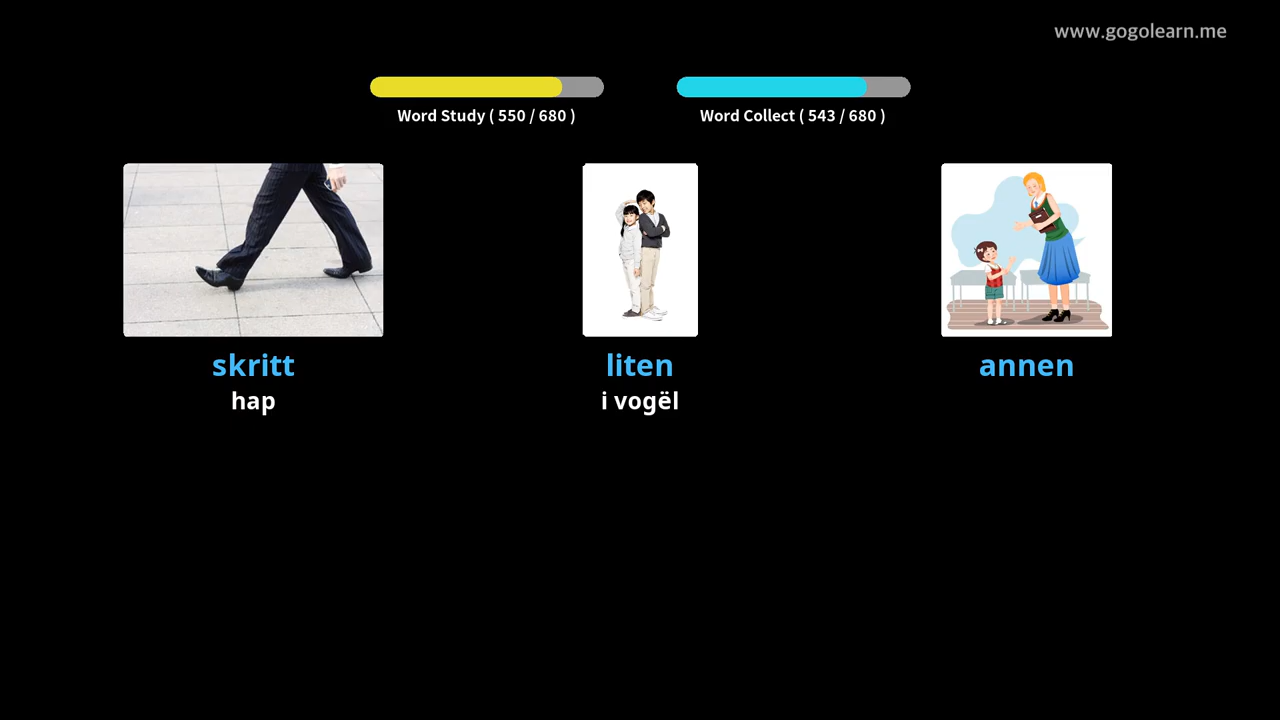 www.gogolearn.me
Word Study ( 550 / 680 )
Word Collect ( 543 / 680 )
skritt
hap
liten
i vogël
annen